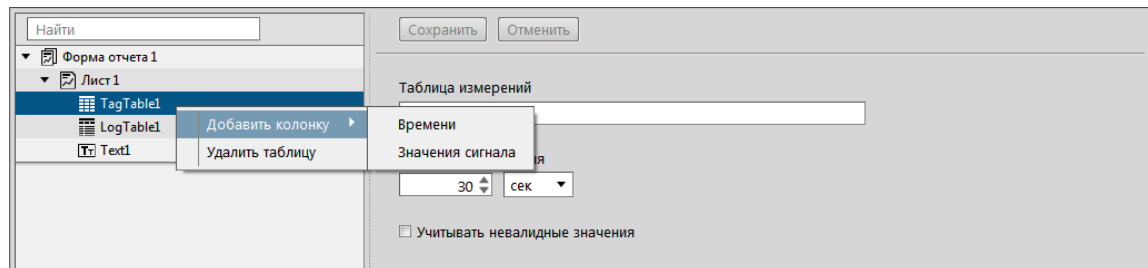 Найти
Сохранить Отменить
Форма отчета 1
Лист 1
Таблица измерений
TagTable1
LogTable1
Text1
Добавить колонку
Удалить таблицу
Времени
Значения сигнала
30 сек
Учитывать невалидные значения